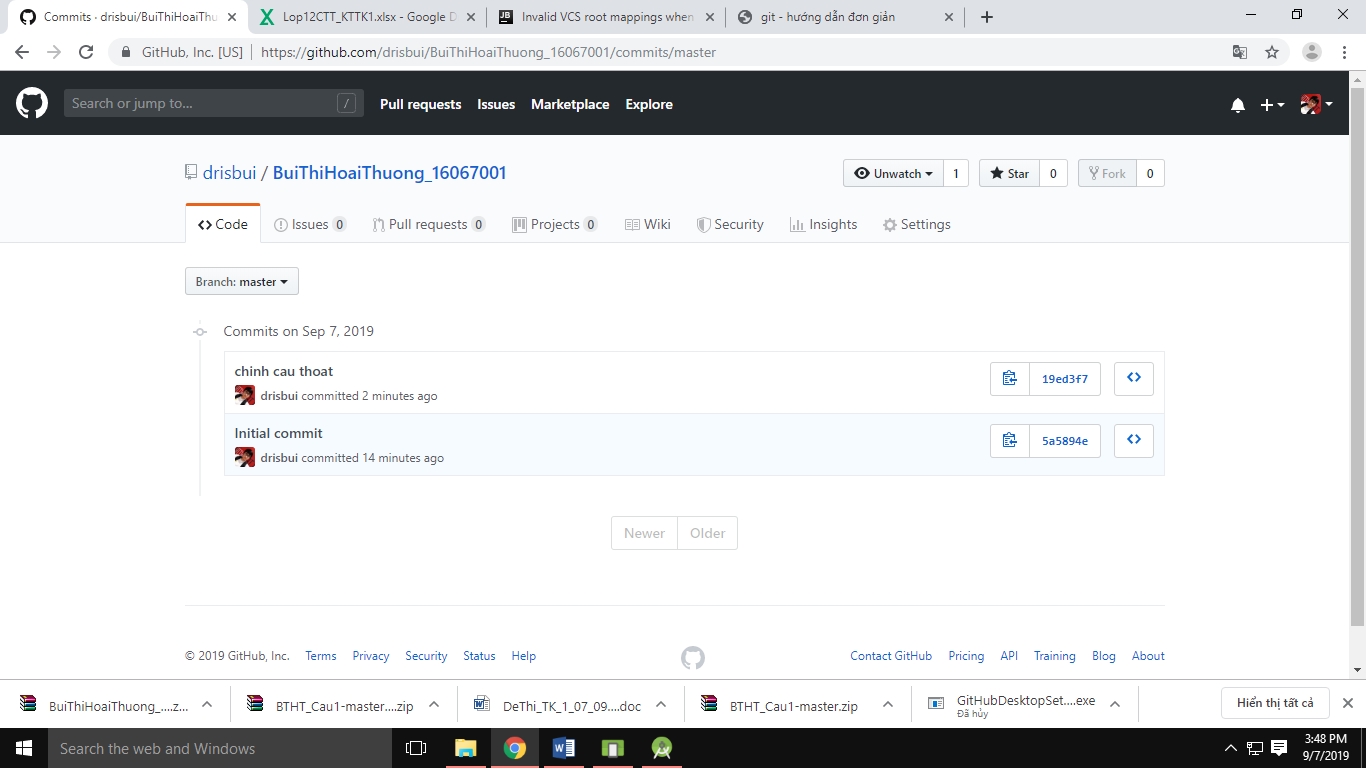 Commits · drisbui/BuiThiHoaiThu
Lop12CTT_KTTK1.xlsx - Google D
Invalid VCS root mappings when
git - hướng dẫn đơn giản
GitHub, Inc. [US]
https://github.com/drisbui/BuiThiHoaiThuong_16067001/commits/master
Search or jump to...
/
Pull requests
Issues
Marketplace
Explore
drisbui / BuiThiHoaiThuong_16067001
Unwatch
1
Star
0
Fork
0
Code
Issues 0
Pull requests 0
Projects 0
Wiki
Security
Insights
Settings
Branch: master
Commits on Sep 7, 2019
chinh cau thoat
19ed3f7
drisbui committed 2 minutes ago
Initial commit
5a5894e
drisbui committed 14 minutes ago
Newer
Older
© 2019 GitHub, Inc.
Terms
Privacy
Security
Status
Help
Contact GitHub
Pricing
API
Training
Blog
About
BuiThiHoaiThuong_....z...
BTHT_Cau1-master....zip
DeThi_TK_1_07_09....doc
BTHT_Cau1-master.zip
GitHubDesktopSet....exe
Đã hủy
Hiển thị tất cả
Search the web and Windows
3:48 PM
9/7/2019